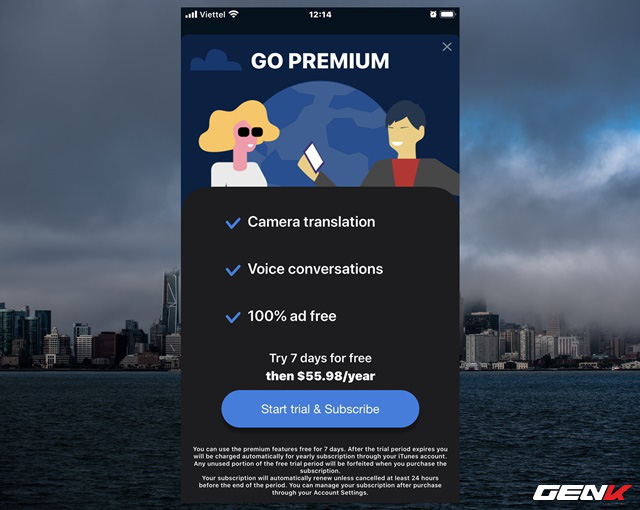 Viettel
12:14
GO PREMIUM
Camera translation
Voice conversations
100% ad free
Try 7 days for free
then $55.98/year
Start trial & Subscribe
You can use the premium features free for 7 days. After the trial period expires you
will be charged automatically for yearly subscription through your iTunes account.
Any unused portion of the free trial period will be forfeited when you purchase the
subscription.
Your subscription will automatically renew unless cancelled at least 24 hours
before the end of the period. You can manage your subscription after purchase
through your Account Settings.
GENK